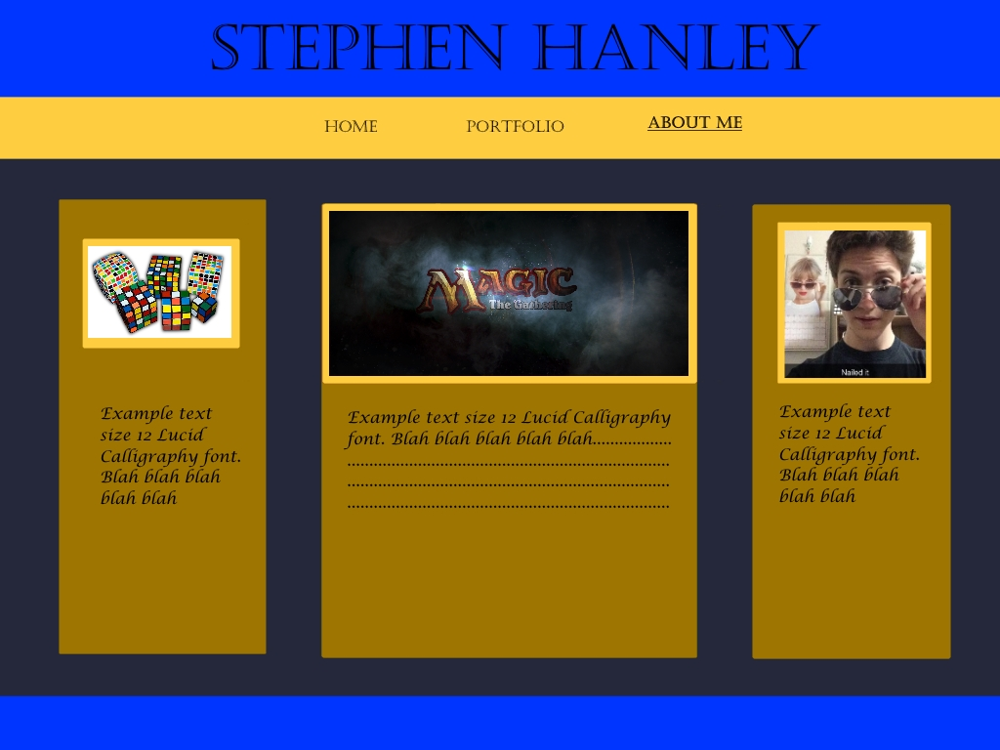 STEPHEN HANLEY
HOME PORTFOLIO ABOUT ME
MAGIC
The Gathering
Nailed it
Example text
size 12 Lucid
Calligraphy font.
Blah blah blah
blah blah
Example text size 12 Lucid Calligraphy
font. Blah blah blah blah blah..................
.........................................................................
.........................................................................
.........................................................................
Example text
size 12 Lucid
Calligraphy font.
Blah blah blah
blah blah